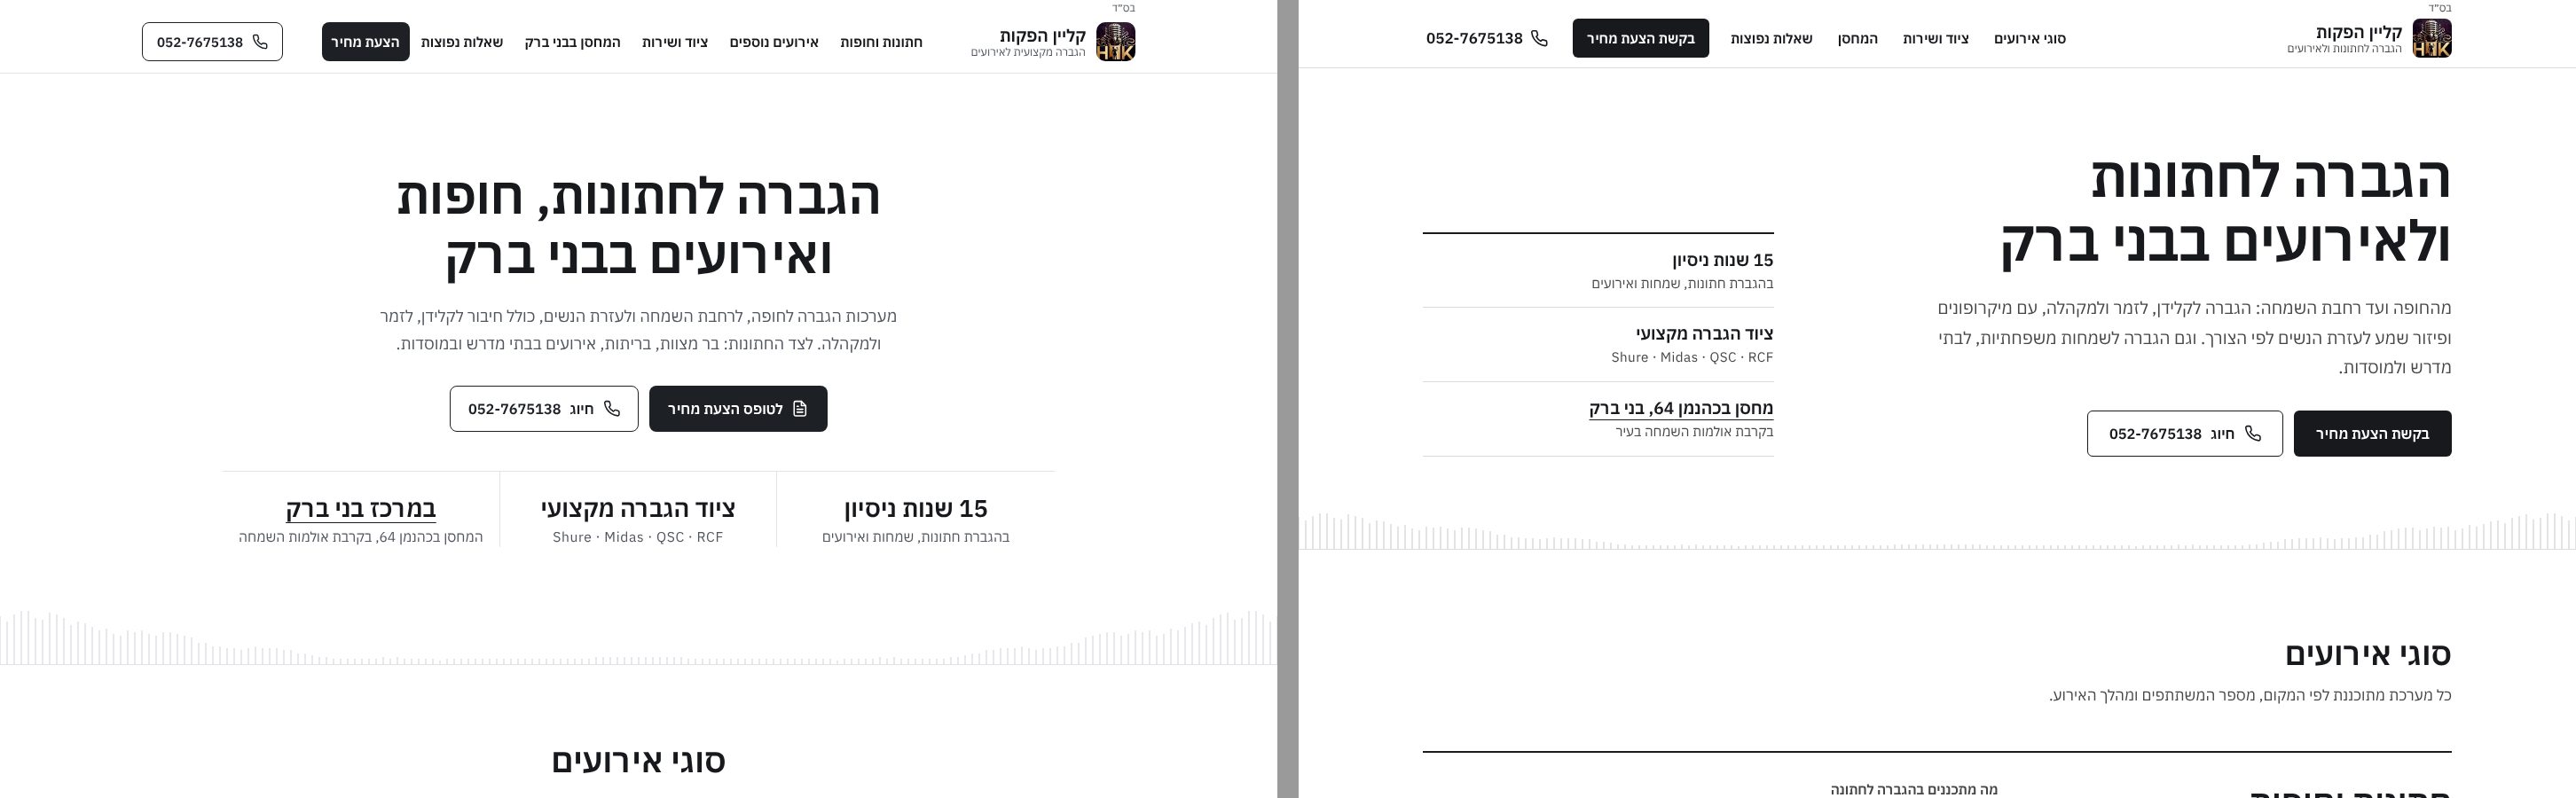 בס"ד
קליין הפקות
הגברה לחתונות ולאירועים
סוגי אירועים
ציוד ושירות
המחסן
שאלות נפוצות
בקשת הצעת מחיר
052-7675138
הגברה לחתונות
ולאירועים בבני ברק
מהחופה ועד רחבת השמחה: הגברה לקלידן, לזמר ולמקהלה, עם מיקרופונים
ופיזור שמע לעזרת הנשים לפי הצורך. וגם הגברה לשמחות משפחתיות, לבתי
מדרש ולמוסדות.
בקשת הצעת מחיר
חיוג 052-7675138
15 שנות ניסיון
בהגברת חתונות, שמחות ואירועים
ציוד הגברה מקצועי
Shure · Midas · QSC · RCF
מחסן בכהנמן 64, בני ברק
בקרבת אולמות השמחה בעיר
סוגי אירועים
כל מערכת מתוכננת לפי המקום, מספר המשתתפים ומהלך האירוע.
חתונות וחופות
מה מתכננים בהגברה לחתונה
בס"ד
קליין הפקות
הגברה מקצועית לאירועים
חתונות וחופות
אירועים נוספים
ציוד ושירות
המחסן בבני ברק
שאלות נפוצות
הצעת מחיר
052-7675138
הגברה לחתונות, חופות
ואירועים בבני ברק
מערכות הגברה לחופה, לרחבת השמחה ולעזרת הנשים, כולל חיבור לקלידן, לזמר
ולמקהלה. לצד החתונות: בר מצוות, בריתות, אירועים בבתי מדרש ובמוסדות.
לטופס הצעת מחיר
חיוג 052-7675138
15 שנות ניסיון
בהגברת חתונות, שמחות ואירועים
ציוד הגברה מקצועי
Shure · Midas · QSC · RCF
במרכז בני ברק
המחסן בכהנמן 64, בקרבת אולמות השמחה
סוגי אירועים